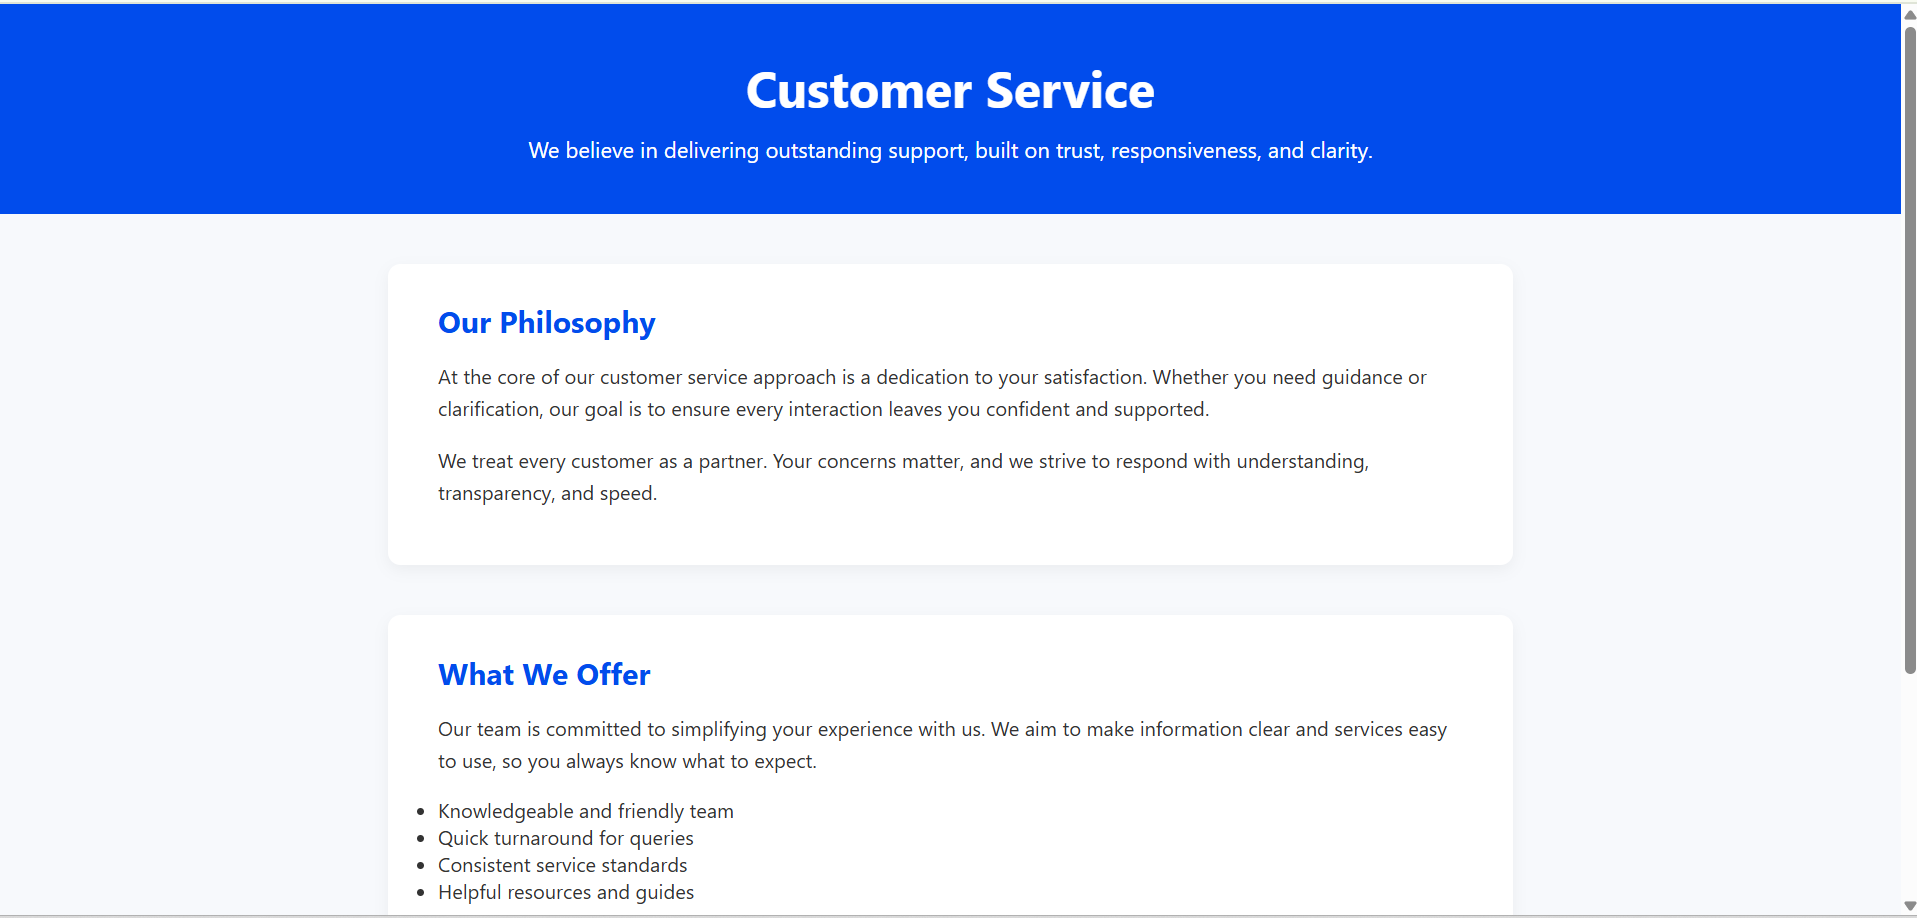 Customer Service
We believe in delivering outstanding support, built on trust, responsiveness, and clarity.
Our Philosophy
At the core of our customer service approach is a dedication to your satisfaction. Whether you need guidance or
clarification, our goal is to ensure every interaction leaves you confident and supported.
We treat every customer as a partner. Your concerns matter, and we strive to respond with understanding,
transparency, and speed.
What We Offer
Our team is committed to simplifying your experience with us. We aim to make information clear and services easy
to use, so you always know what to expect.
• Knowledgeable and friendly team
• Quick turnaround for queries
• Consistent service standards
• Helpful resources and guides